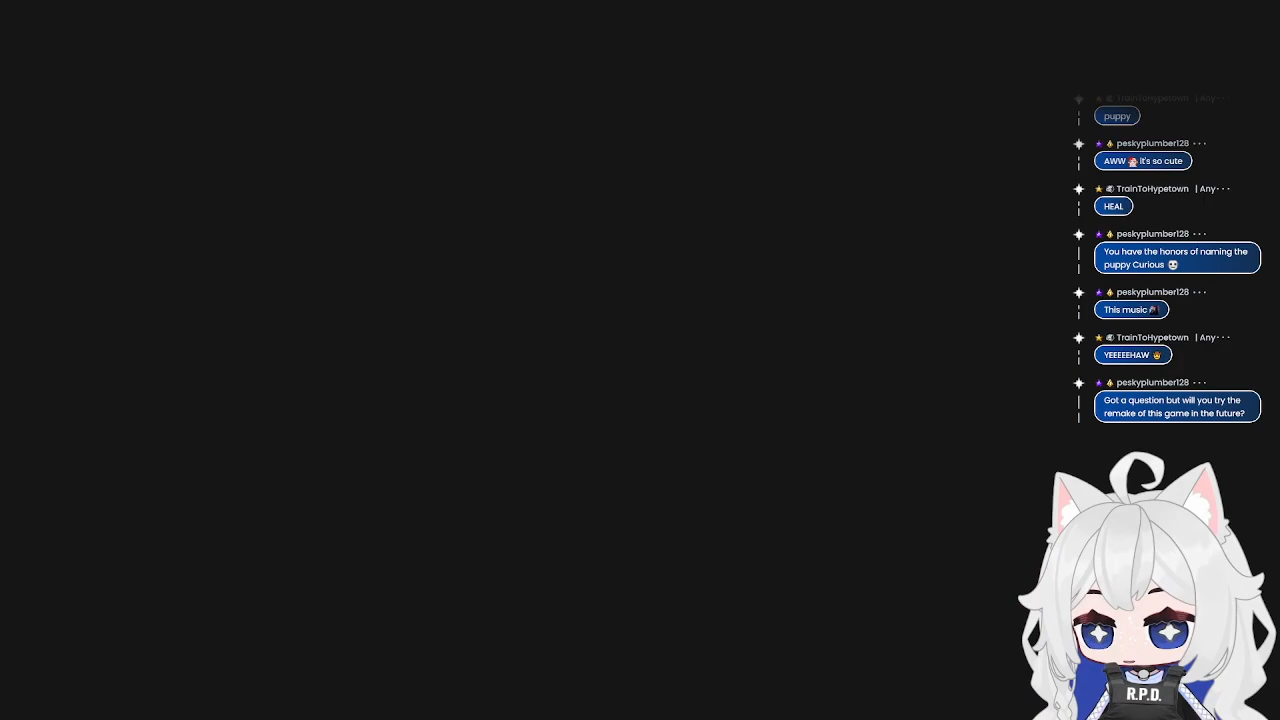 TrainToHypetown | Any···
puppy
peskyplumber128 ···
AWW it's so cute
TrainToHypetown | Any···
HEAL
peskyplumber128 ···
You have the honors of naming the
puppy Curious
peskyplumber128 ···
This music
TrainToHypetown | Any···
YEEEEEHAW
peskyplumber128 ···
Got a question but will you try the
remake of this game in the future?
R.P.D.